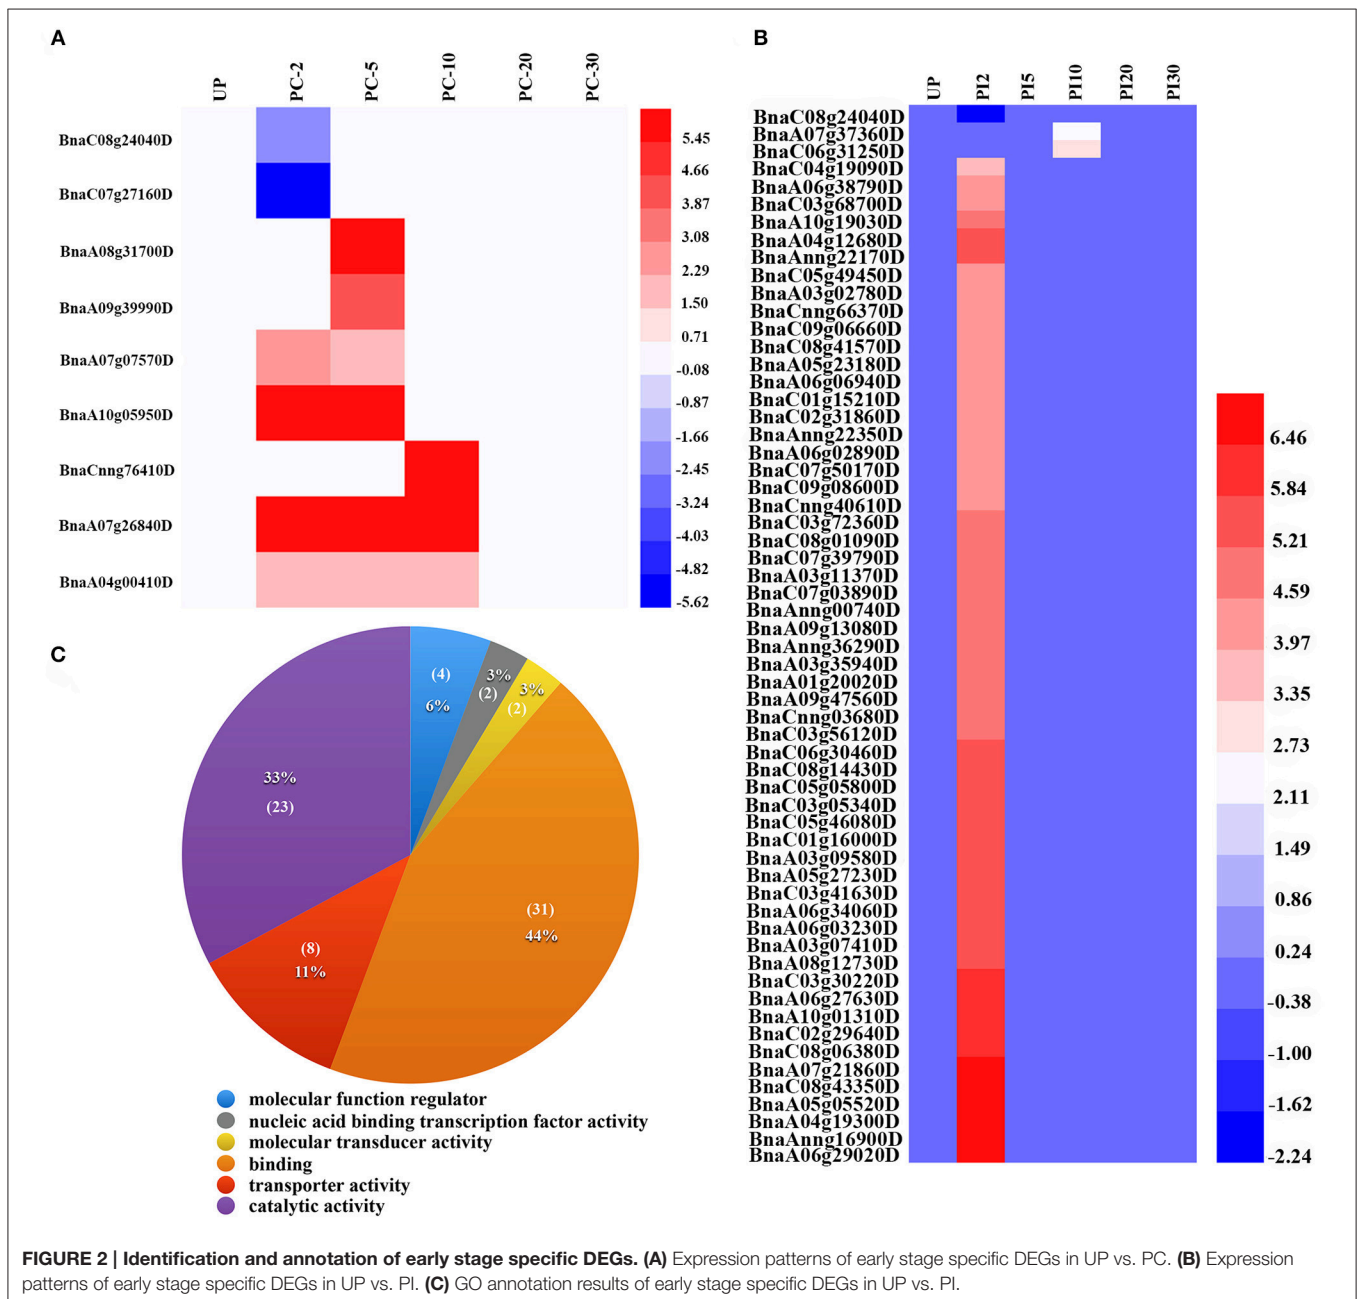 A
UP
PC-2
PC-5
PC-10
PC-20
PC-30
BnaC08g24040D
BnaC07g27160D
BnaA08g31700D
BnaA09g39990D
BnaA07g07570D
BnaA10g05950D
BnaCnng76410D
BnaA07g26840D
BnaA04g00410D
5.45
4.66
3.87
3.08
2.29
1.50
0.71
-0.08
-0.87
-1.66
-2.45
-3.24
-4.03
-4.82
-5.62
B
UP
PI2
PI5
PI10
PI20
PI30
BnaC08g24040D
BnaA07g37360D
BnaC06g31250D
BnaC04g19090D
BnaA06g38790D
BnaC03g68700D
BnaA10g19030D
BnaA04g12680D
BnaAnng22170D
BnaC05g49450D
BnaA03g02780D
BnaCnng66370D
BnaC09g06660D
BnaC08g41570D
BnaA05g23180D
BnaA06g06940D
BnaC01g15210D
BnaC02g31860D
BnaAnng22350D
BnaA06g02890D
BnaC07g50170D
BnaC09g08600D
BnaCnng40610D
BnaC03g72360D
BnaC08g01090D
BnaC07g39790D
BnaA03g11370D
BnaC07g03890D
BnaAnng00740D
BnaA09g13080D
BnaAnng36290D
BnaA03g35940D
BnaA01g20020D
BnaA09g47560D
BnaCnng03680D
BnaC03g56120D
BnaC06g30460D
BnaC08g14430D
BnaC05g05800D
BnaC03g05340D
BnaC05g46080D
BnaC01g16000D
BnaA03g09580D
BnaA05g27230D
BnaC03g41630D
BnaA06g34060D
BnaA06g03230D
BnaA03g07410D
BnaA08g12730D
BnaC03g30220D
BnaA06g27630D
BnaA10g01310D
BnaC02g29640D
BnaC08g06380D
BnaA07g21860D
BnaC08g43350D
BnaA05g05520D
BnaA04g19300D
BnaAnng16900D
BnaA06g29020D
6.46
5.84
5.21
4.59
3.97
3.35
2.73
2.11
1.49
0.86
0.24
-0.38
-1.00
-1.62
-2.24
C
(4)
6%
3%
(2)
3%
(2)
33%
(23)
(31)
44%
(8)
11%
molecular function regulator
nucleic acid binding transcription factor activity
molecular transducer activity
binding
transporter activity
catalytic activity
FIGURE 2 | Identification and annotation of early stage specific DEGs. (A) Expression patterns of early stage specific DEGs in UP vs. PC. (B) Expression
patterns of early stage specific DEGs in UP vs. PI. (C) GO annotation results of early stage specific DEGs in UP vs. PI.